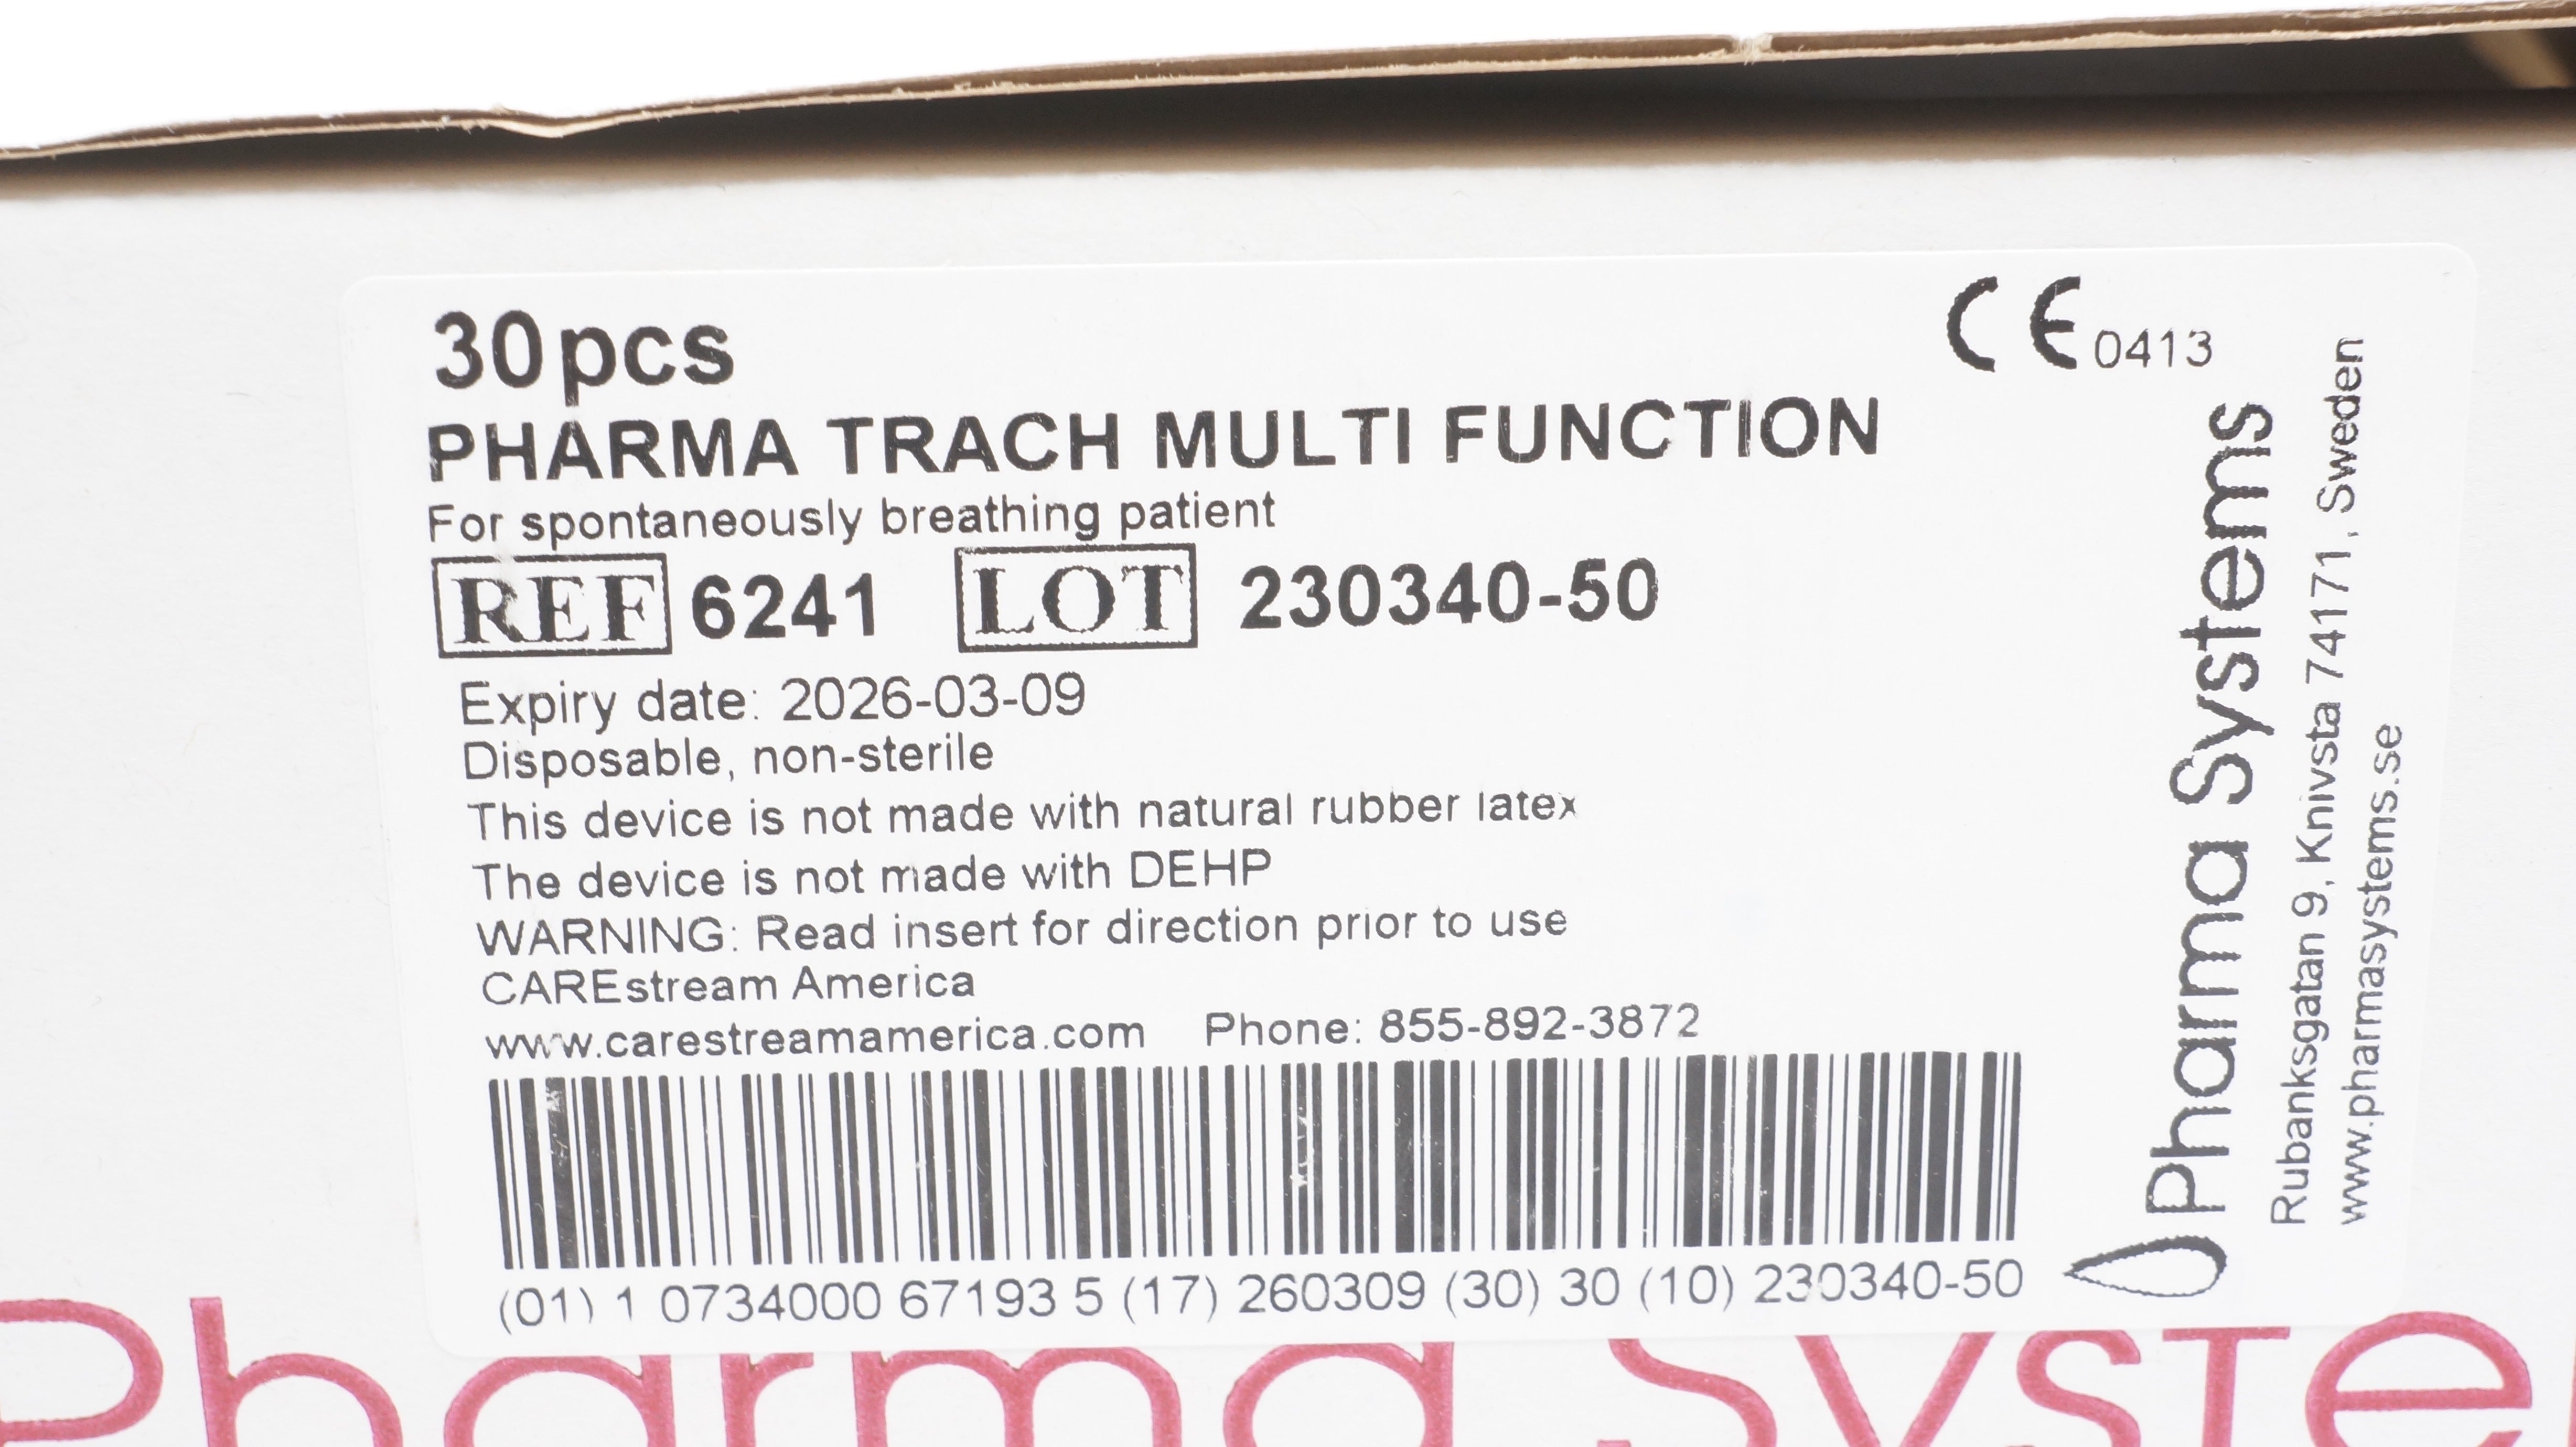 30pcs
CE 0413
PHARMA TRACH MULTI FUNCTION
For spontaneously breathing patient
REF 6241 LOT 230340-50
Expiry date: 2026-03-09
Disposable, non-sterile
This device is not made with natural rubber latex
The device is not made with DEHP
WARNING: Read insert for direction prior to use
CAREstream America
www.carestreamamerica.com Phone: 855-892-3872
(01) 1 0734000 67193 5 (17) 260309 (30) 30 (10) 230340-50
Pharma Systems
Rubanksgatan 9, Knivsta 74171, Sweden
www.pharmasystems.se
Pharma Syste